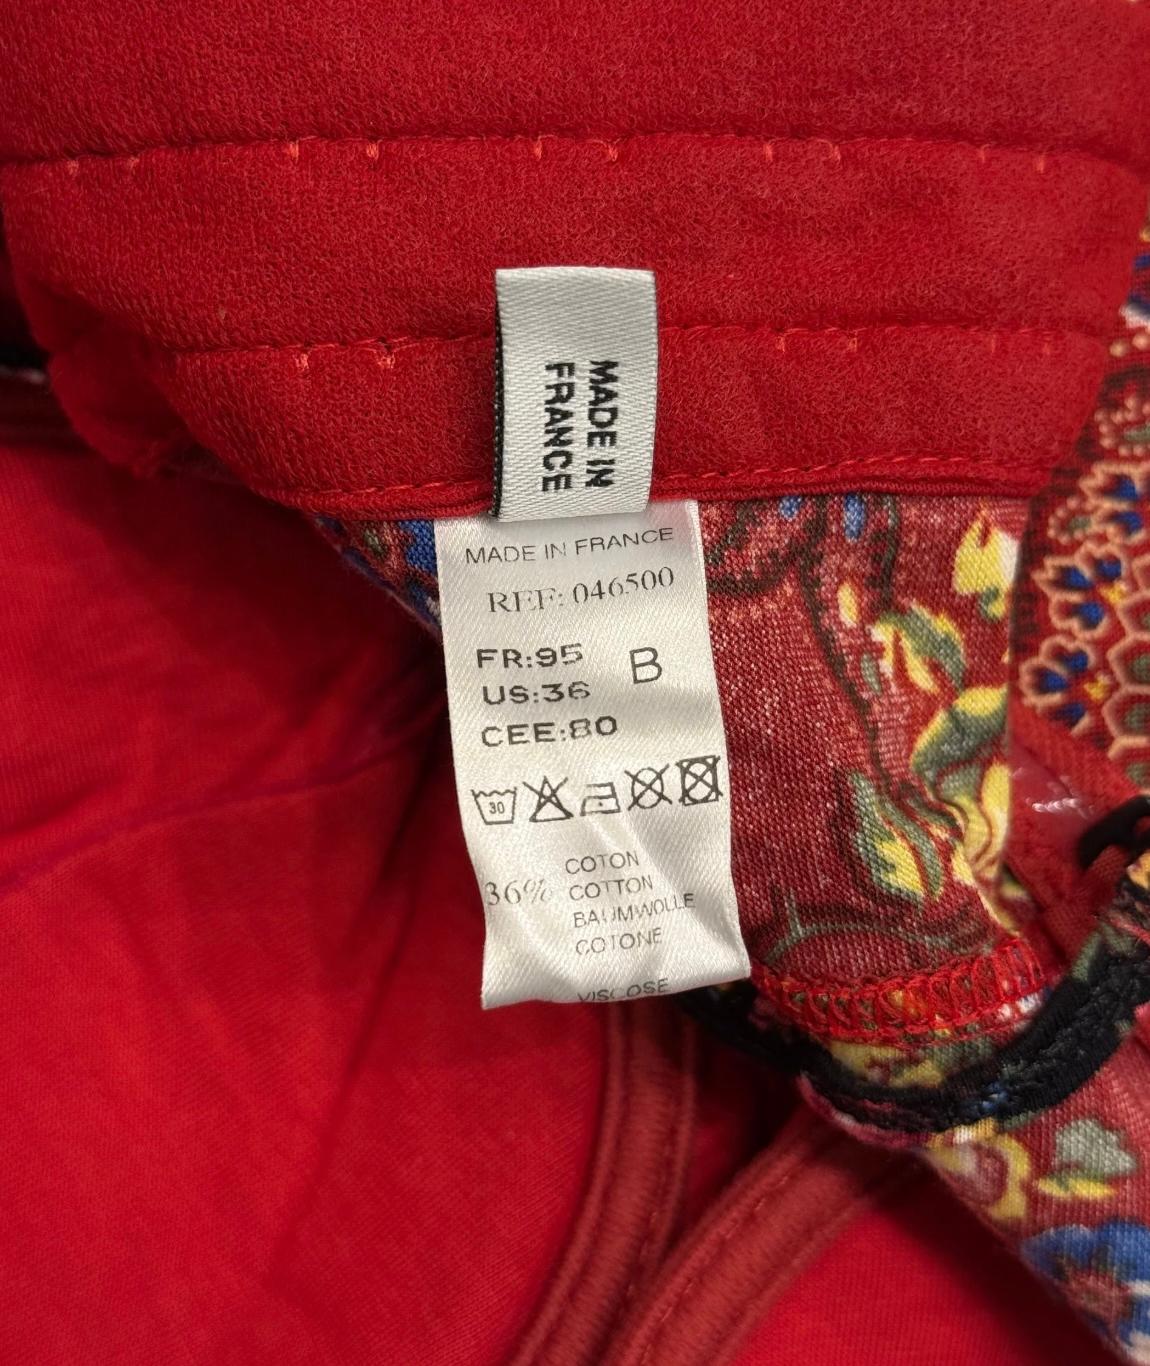 MADE IN
FRANCE
MADE IN FRANCE
REF: 046500
FR:95 B
US:36
CEE:80
30
36% COTON
COTTON
BAUMWOLLE
COTONE
VISCOSE